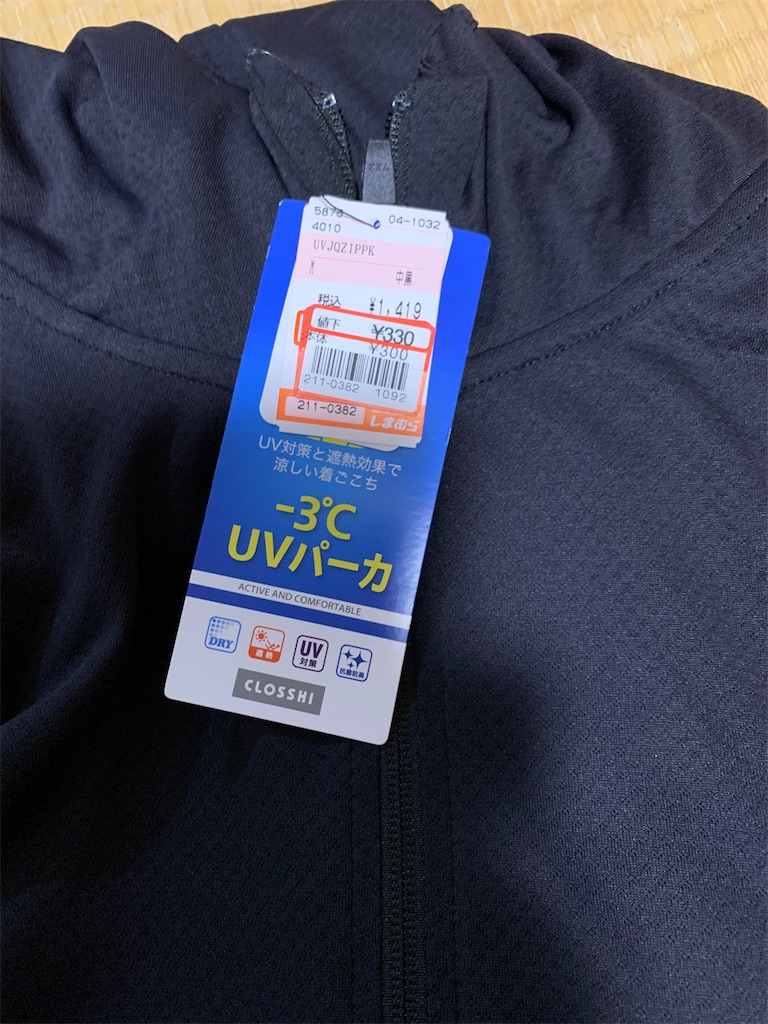 587
04-1032
4010
UVJQZIPPK
M
中黒
税込 ¥1,419
値下 ¥330
本体 ¥300
211-0382 1092
211-0382
しまむら
UV対策と遮熱効果で
涼しい着ごこち
-3℃
UVパーカ
ACTIVE AND COMFORTABLE
DRY
遮熱
UV
対策
抗菌防臭
CLOSSHI